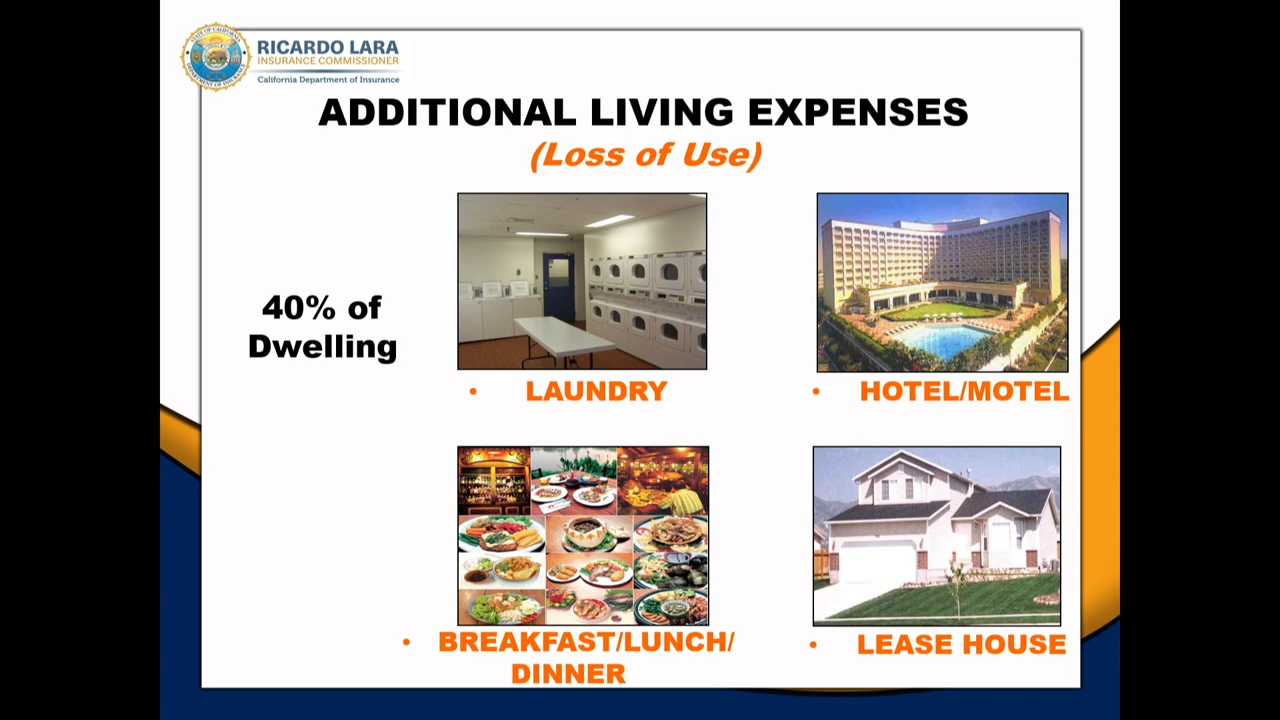 RICARDO LARA
INSURANCE COMMISSIONER
California Department of Insurance
ADDITIONAL LIVING EXPENSES
(Loss of Use)
40% of
Dwelling
• LAUNDRY
• HOTEL/MOTEL
• BREAKFAST/LUNCH/
DINNER
• LEASE HOUSE